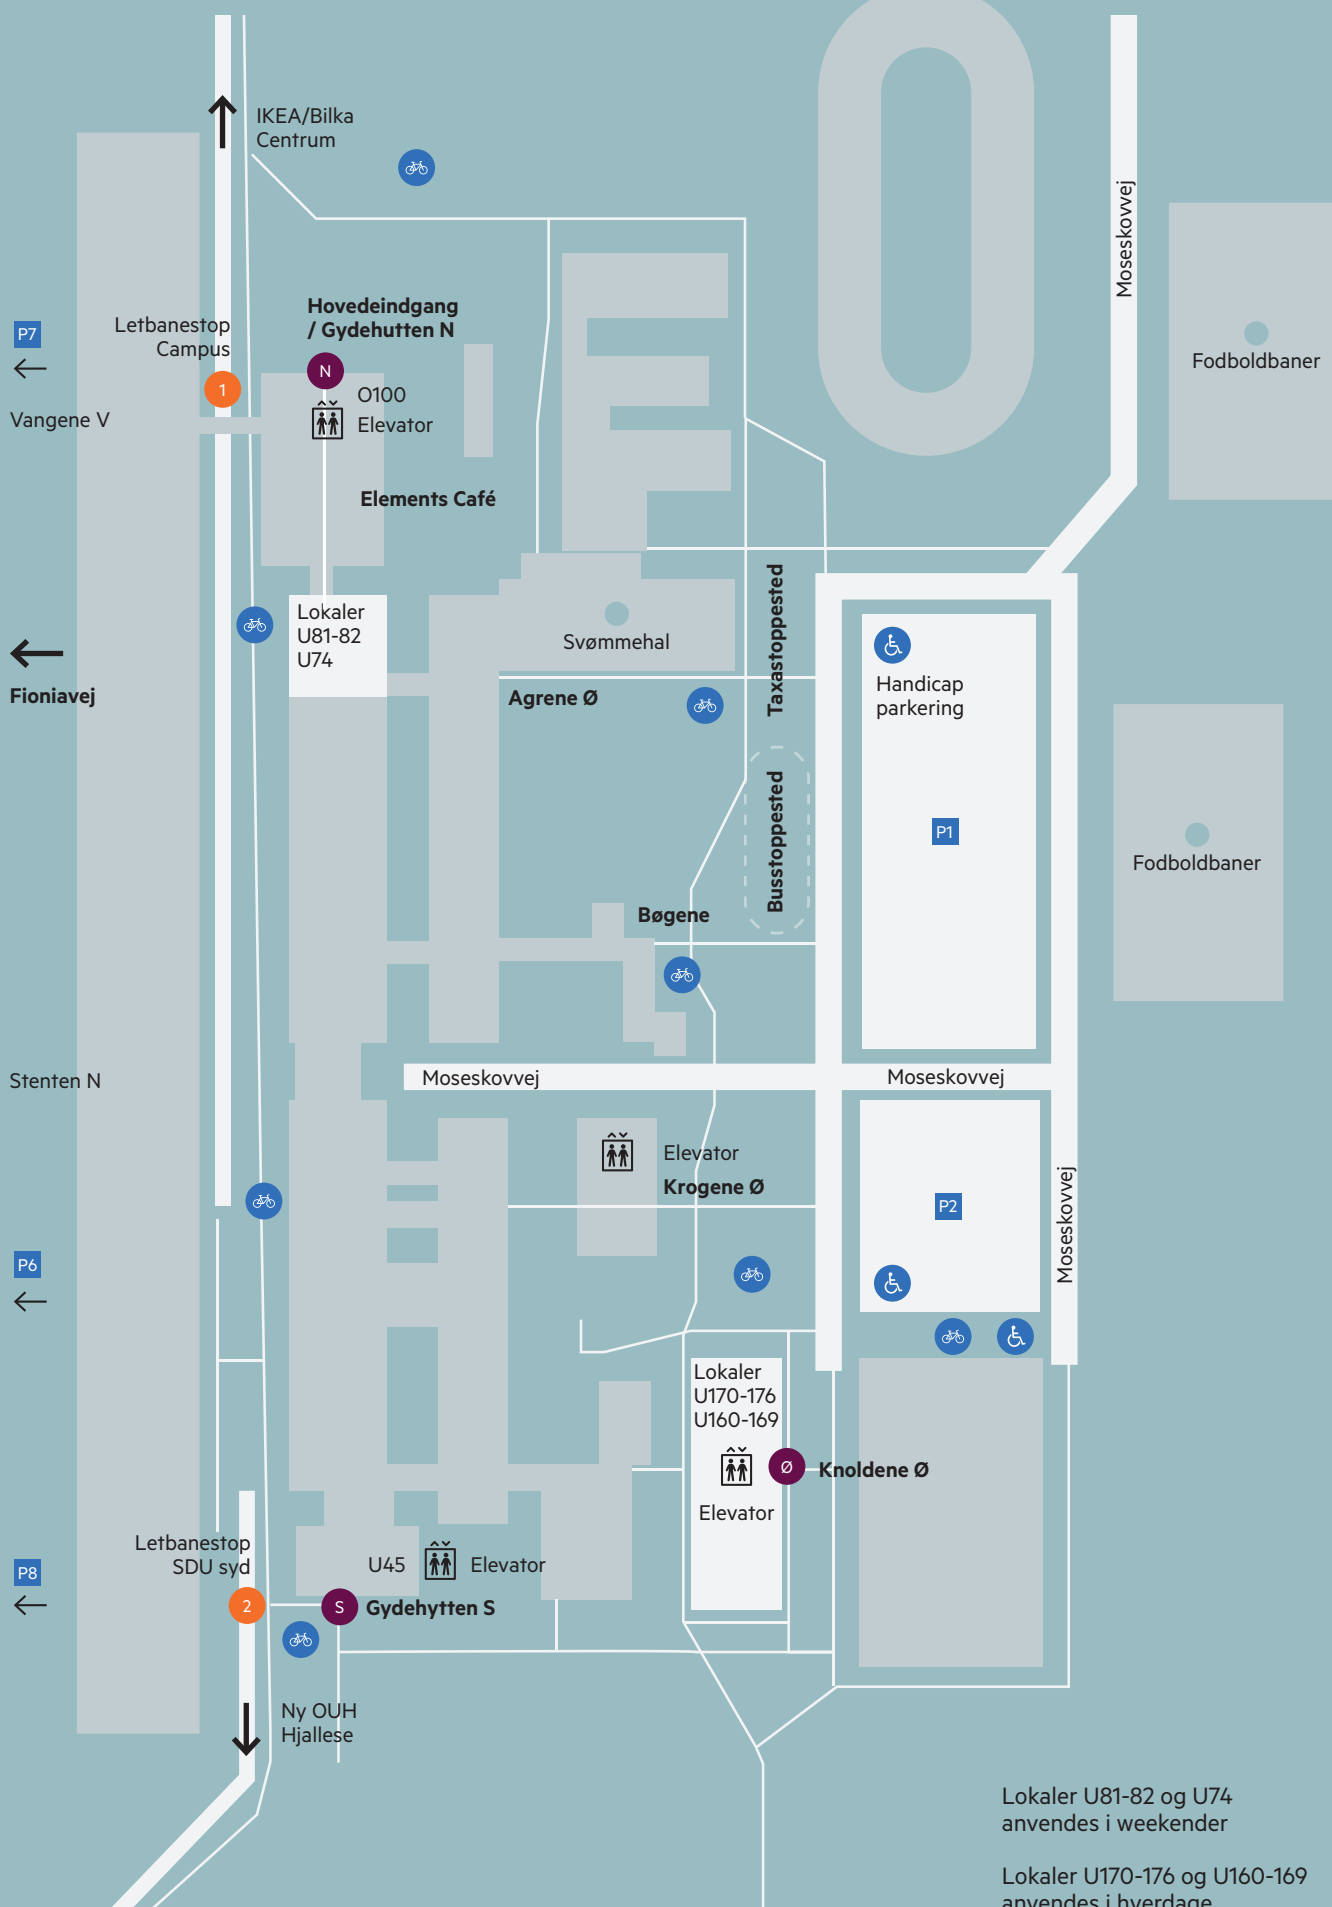 IKEA/Bilka
Centrum
Moseskovvej
Hovedeindgang
/ Gydehutten N
P7
Letbanestop
Campus
Fodboldbaner
N
1
O100
Vangene V
Elevator
Elements Café
Taxastoppested
Lokaler
U81-82
U74
Svømmehal
Handicap
parkering
Fioniavej
Agrene Ø
Busstoppested
P1
Fodboldbaner
Bøgene
Stenten N
Moseskovvej
Moseskovvej
Elevator
Krogene Ø
P2
Moseskovvej
P6
Lokaler
U170-176
U160-169
Ø
Knoldene Ø
Elevator
Letbanestop
SDU syd
P8
U45
Elevator
2
S
Gydehytten S
Ny OUH
Hjallese
Lokaler U81-82 og U74
anvendes i weekender
Lokaler U170-176 og U160-169
anvendes i hverdage